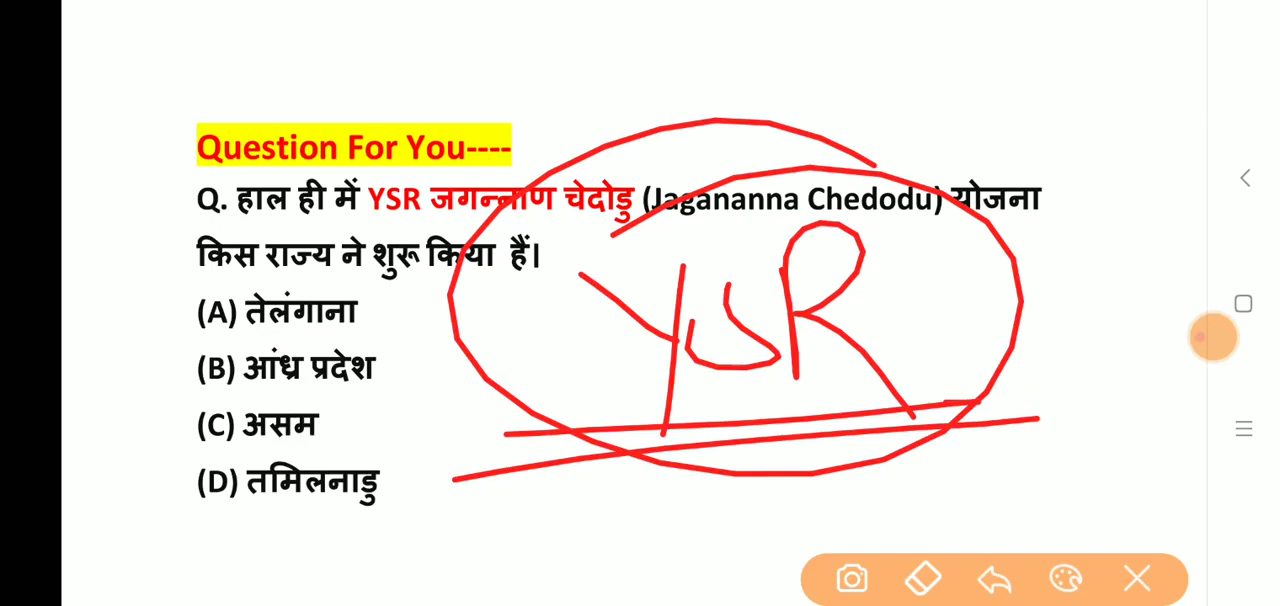 Question For You----
Q. हाल ही में YSR जगन्नाण चेदोडु (Jagananna Chedodu) योजना
किस राज्य ने शुरू किया हैं।
YSR
(A) तेलंगाना
(B) आंध्र प्रदेश
(C) असम
(D) तमिलनाडु